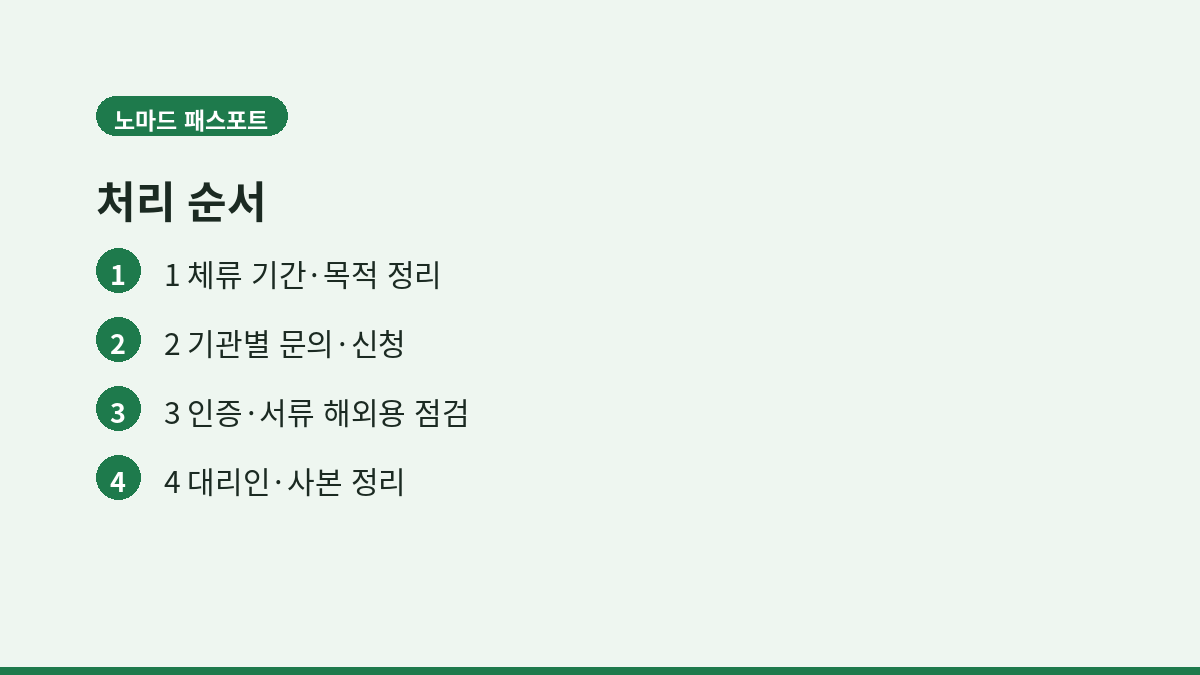 노마드 패스포트
처리 순서
1 1 체류 기간·목적 정리
2 2 기관별 문의·신청
3 3 인증·서류 해외용 점검
4 4 대리인·사본 정리